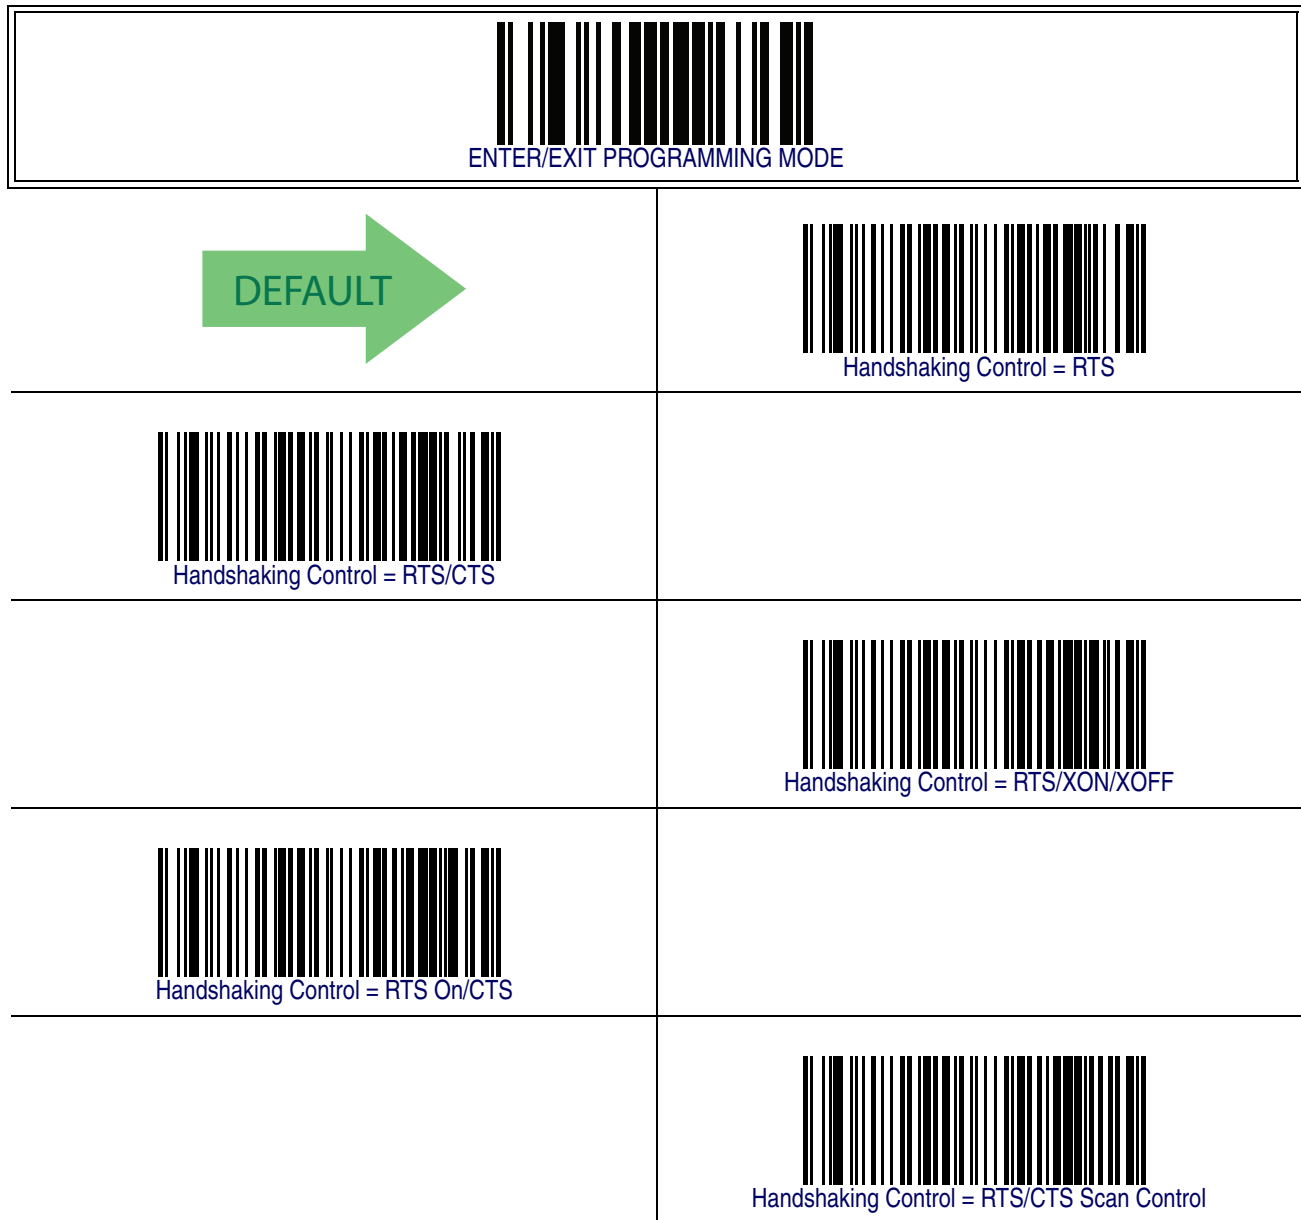 ENTER/EXIT PROGRAMMING MODE
DEFAULT
Handshaking Control = RTS
Handshaking Control = RTS/CTS
Handshaking Control = RTS/XON/XOFF
Handshaking Control = RTS On/CTS
Handshaking Control = RTS/CTS Scan Control